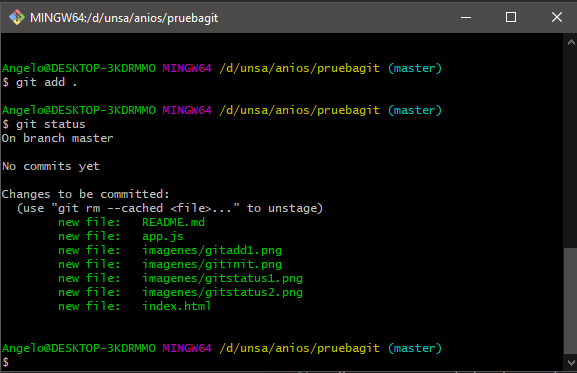 MINGW64:/d/unsa/anios/pruebagit
Angelo@DESKTOP-3KDRMMO MINGW64 /d/unsa/anios/pruebagit (master)
$ git add .
Angelo@DESKTOP-3KDRMMO MINGW64 /d/unsa/anios/pruebagit (master)
$ git status
On branch master
No commits yet
Changes to be committed:
  (use "git rm --cached <file>..." to unstage)
        new file:   README.md
        new file:   app.js
        new file:   imagenes/gitadd1.png
        new file:   imagenes/gitinit.png
        new file:   imagenes/gitstatus1.png
        new file:   imagenes/gitstatus2.png
        new file:   index.html
Angelo@DESKTOP-3KDRMMO MINGW64 /d/unsa/anios/pruebagit (master)
$